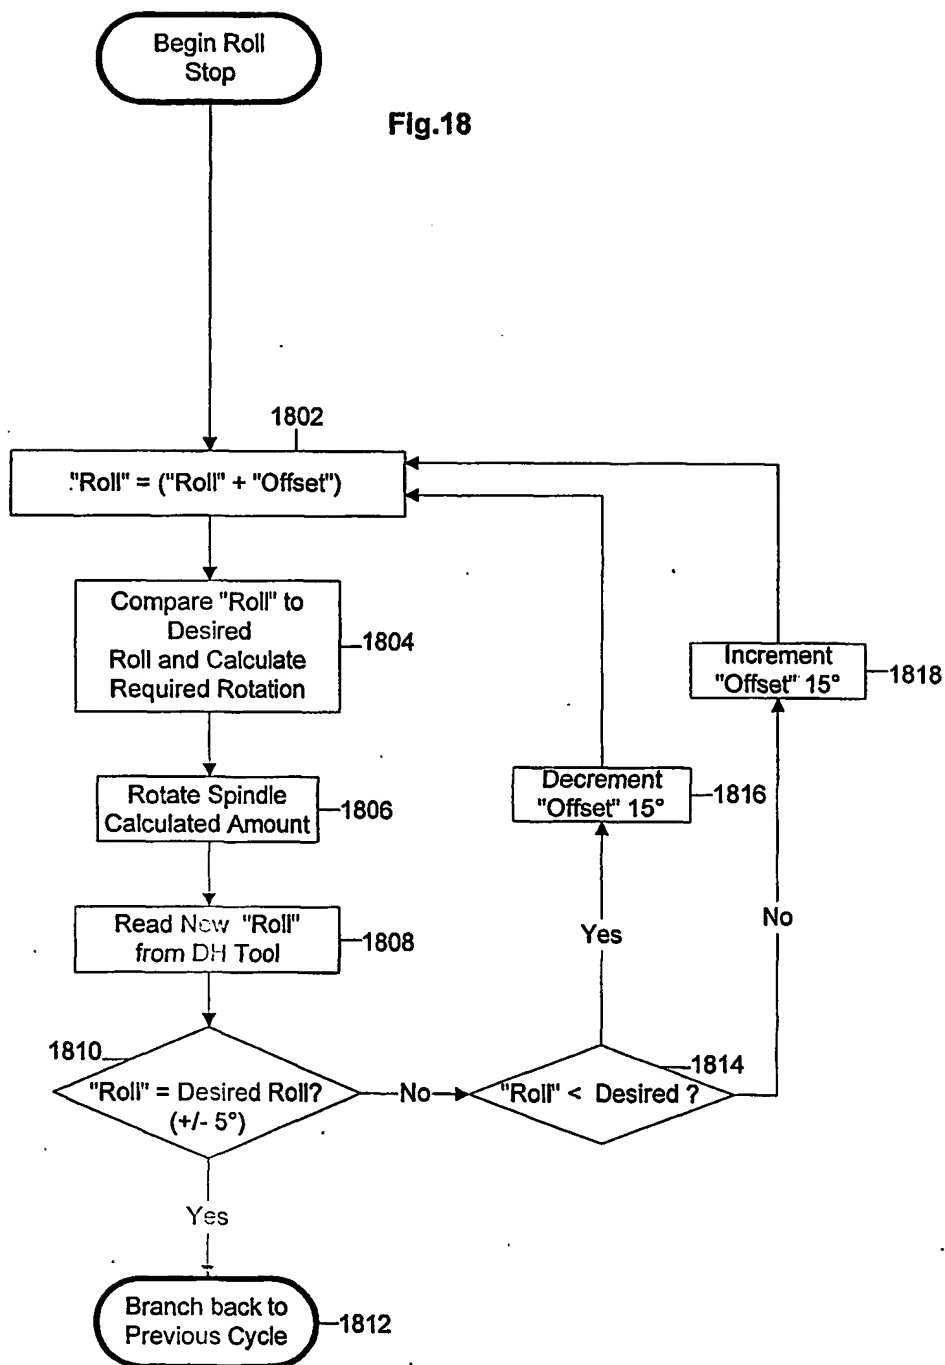 Begin Roll
Stop
Fig.18
1802
"Roll" = ("Roll" + "Offset")
Compare "Roll" to
Desired
Roll and Calculate
Required Rotation
1804
Increment
"Offset" 15°
1818
Decrement
"Offset" 15°
1816
Rotate Spindle
Calculated Amount
1806
Read New "Roll"
from DH Tool
1808
Yes
No
1810
"Roll" = Desired Roll?
(+/- 5°)
No
1814
"Roll" < Desired ?
Yes
Branch back to
Previous Cycle
1812